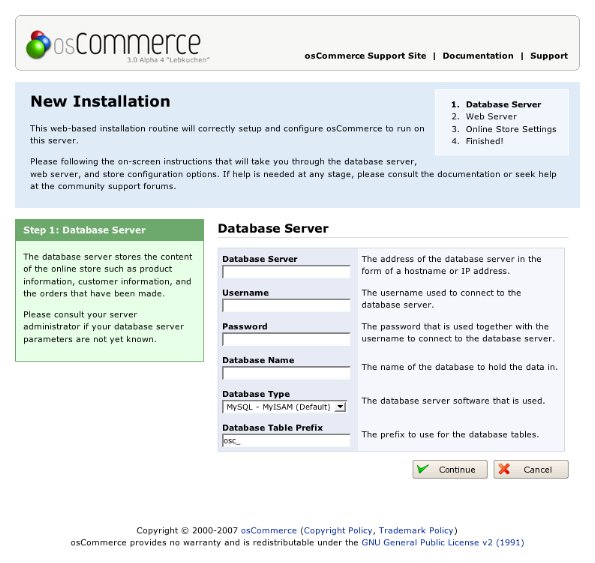 osCommerce
3.0 Alpha 4 "Lebkuchen"
osCommerce Support Site | Documentation | Support
New Installation
This web-based installation routine will correctly setup and configure osCommerce to run on
this server.
Please following the on-screen instructions that will take you through the database server,
web server, and store configuration options. If help is needed at any stage, please consult the documentation or seek help
at the community support forums.
1. Database Server
2. Web Server
3. Online Store Settings
4. Finished!
Step 1: Database Server
The database server stores the content
of the online store such as product
information, customer information, and
the orders that have been made.
Please consult your server
administrator if your database server
parameters are not yet known.
Database Server
Database Server
The address of the database server in the
form of a hostname or IP address.
Username
The username used to connect to the
database server.
Password
The password that is used together with the
username to connect to the database server.
Database Name
The name of the database to hold the data in.
Database Type
MySQL - MyISAM (Default)
The database server software that is used.
Database Table Prefix
osc_
The prefix to use for the database tables.
Continue
Cancel
Copyright © 2000-2007 osCommerce (Copyright Policy, Trademark Policy)
osCommerce provides no warranty and is redistributable under the GNU General Public License v2 (1991)